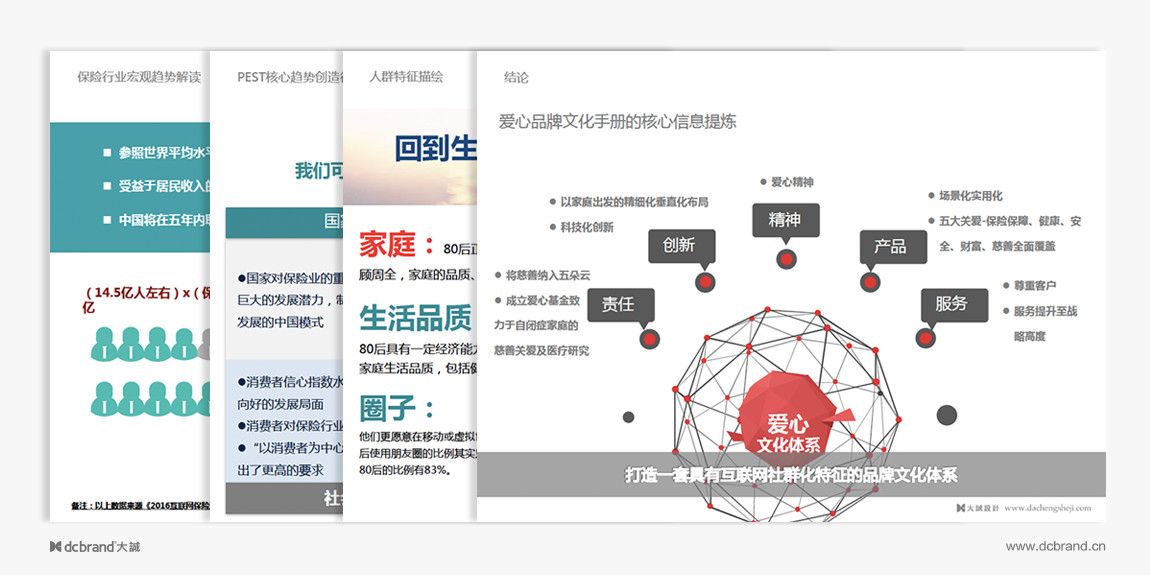 保险行业宏观趋势解读
■ 参照世界平均水平
■ 受益于居民收入的
■ 中国将在五年内
(14.5亿人左右) x (保
亿
备注：以上数据来源《2016互联网保险
PEST核心趋势创造
我们可
国家
●国家对保险业的重
巨大的发展潜力，
发展的中国模式
●消费者信心指数水
向好的发展局面
●消费者对保险行业
● “以消费者为中心
出了更高的要求
社
人群特征描绘
回到生
家庭：80后正
顾周全，家庭的品质、
生活品质
80后具有一定经济能力
家庭生活品质，包括健
圈子：
他们更愿意在移动或虚拟
后使用朋友圈的比例其实
80后的比例有83%。
结论
爱心品牌文化手册的核心信息提炼
● 爱心精神
精神
● 以家庭出发的精细化垂直化布局
● 科技化创新
创新
● 场景化实用化
● 五大关爱-保险保障、健康、安
全、财富、慈善全面覆盖
产品
● 将慈善纳入五朵云
● 成立爱心基金致
力于自闭症家庭的
慈善关爱及医疗研究
责任
● 尊重客户
● 服务提升至战
略高度
服务
爱心
文化体系
打造一套具有互联网社群化特征的品牌文化体系
大誠設計 www.dachengsheji.com
dcbrand 大誠
www.dcbrand.cn